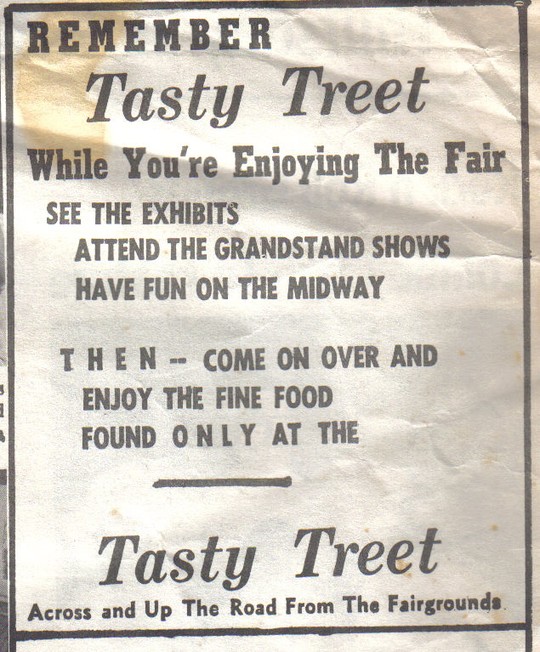 REMEMBER
Tasty Treet
While You're Enjoying The Fair
SEE THE EXHIBITS
ATTEND THE GRANDSTAND SHOWS
HAVE FUN ON THE MIDWAY
THEN -- COME ON OVER AND
ENJOY THE FINE FOOD
FOUND ONLY AT THE
Tasty Treet
Across and Up The Road From The Fairgrounds